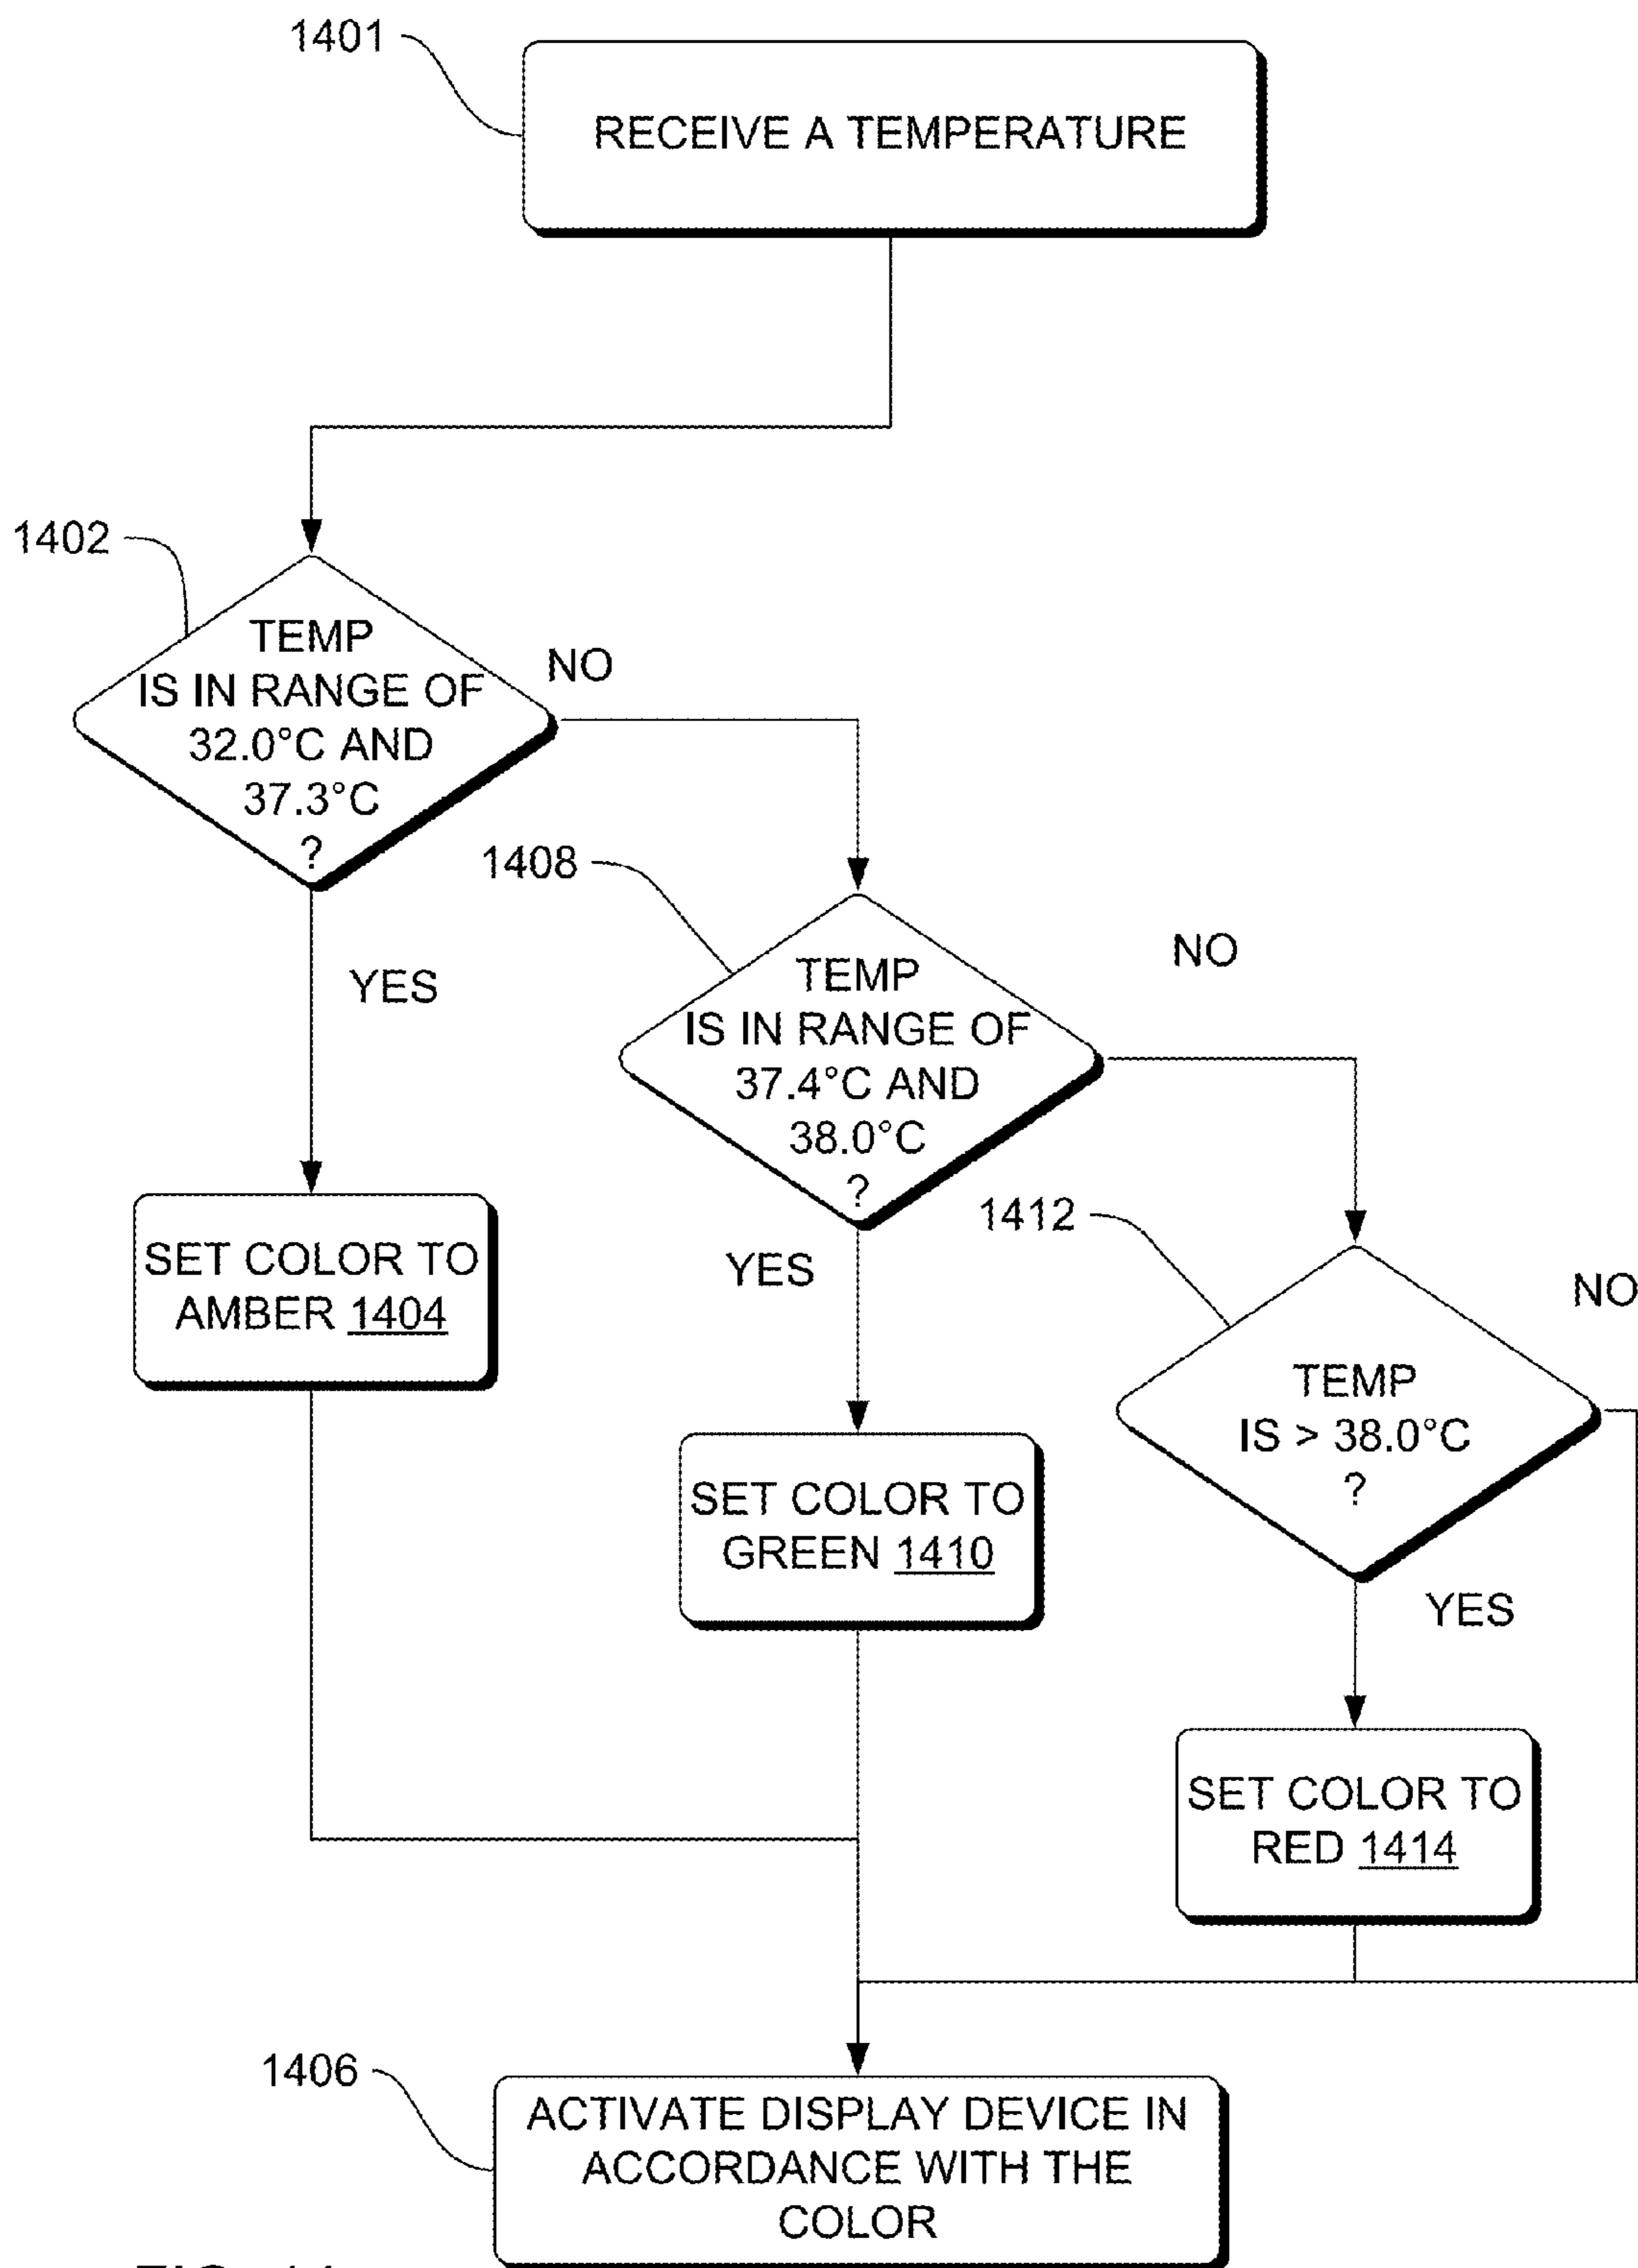 1401
RECEIVE A TEMPERATURE
1402
TEMP
IS IN RANGE OF
32.0°C AND
37.3°C
?
NO
YES
1408
TEMP
IS IN RANGE OF
37.4°C AND
38.0°C
?
NO
YES
1412
TEMP
IS > 38.0°C
?
NO
YES
SET COLOR TO
AMBER 1404
SET COLOR TO
GREEN 1410
SET COLOR TO
RED 1414
1406
ACTIVATE DISPLAY DEVICE IN
ACCORDANCE WITH THE
COLOR